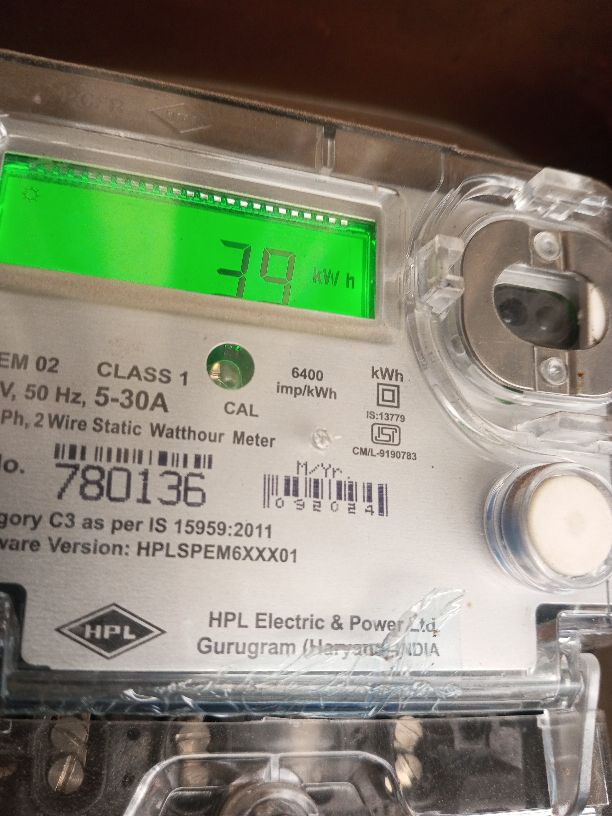 39 kWh
EM 02 CLASS 1
6400
imp/kWh
kWh
V, 50 Hz, 5-30A
CAL
IS:13779
Ph, 2 Wire Static Watthour Meter
CM/L-9190783
No.
780136
M/Yr.
092024
gory C3 as per IS 15959:2011
ware Version: HPLSPEM6XXX01
HPL
HPL Electric & Power Ltd.
Gurugram (Haryana) INDIA